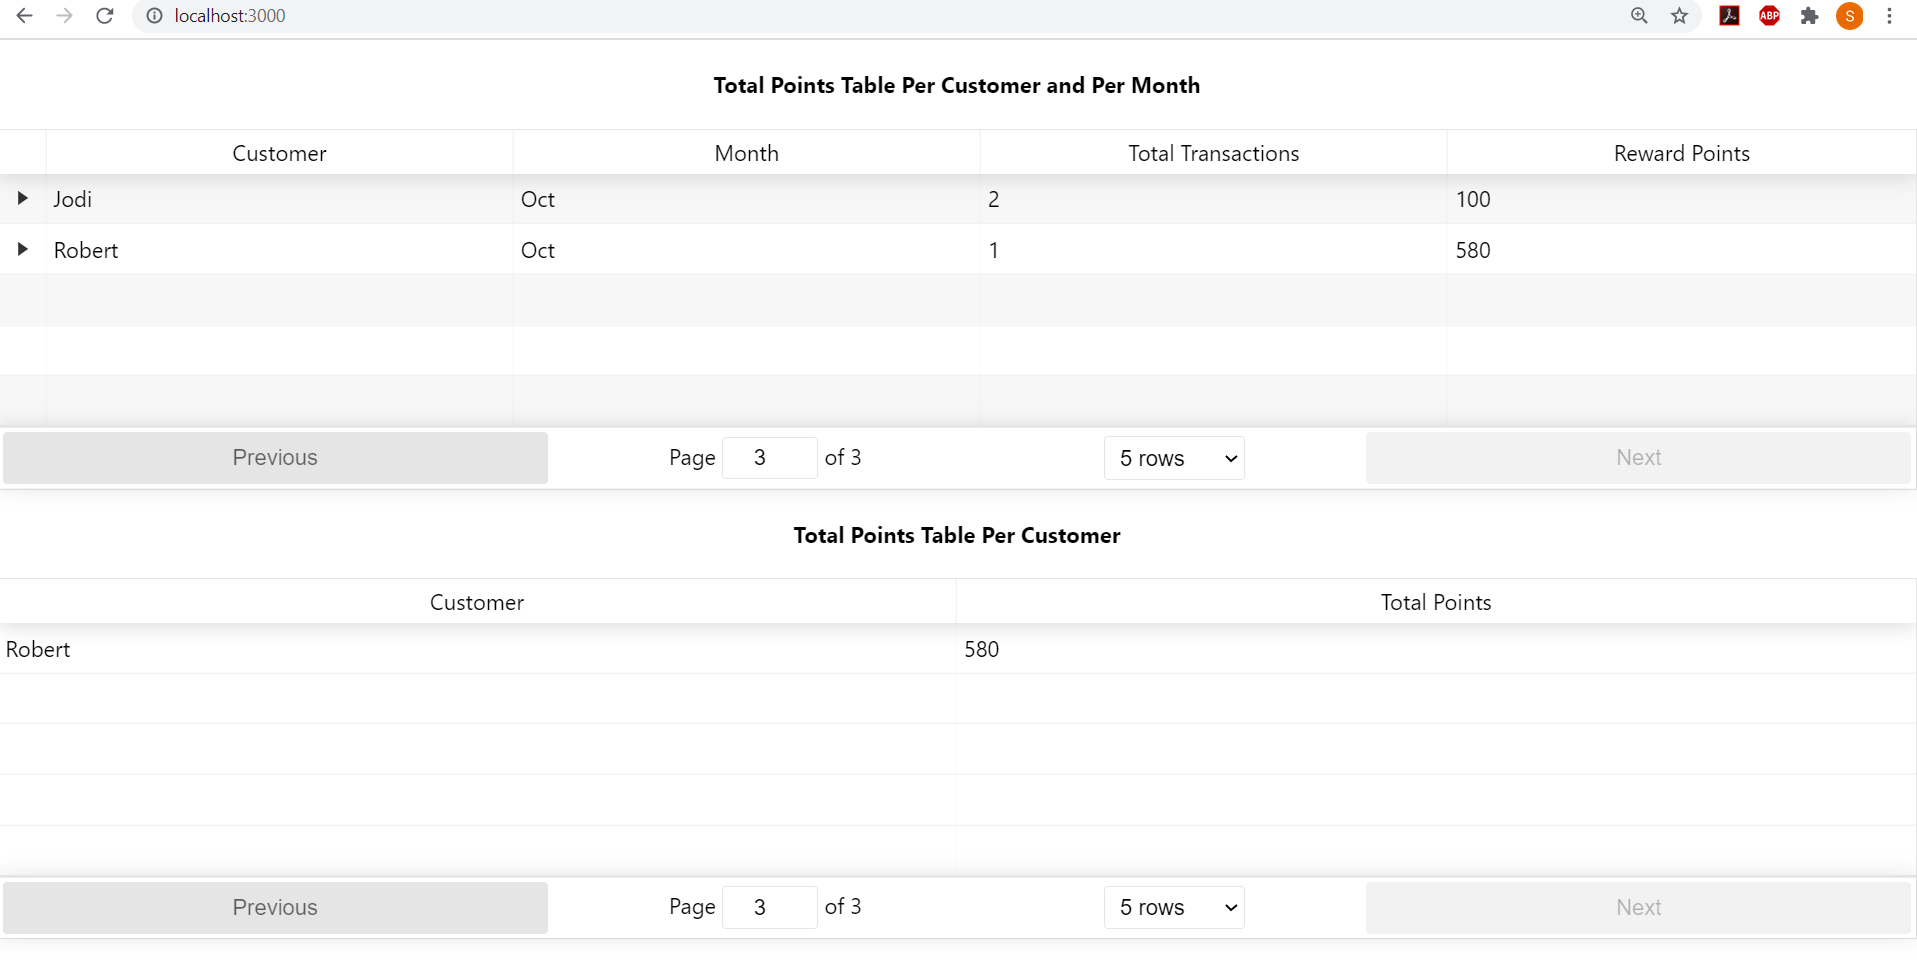 localhost:3000 ABP S
Total Points Table Per Customer and Per Month
Customer Month Total Transactions Reward Points
Jodi Oct 2 100
Robert Oct 1 580
Previous Page 3 of 3 5 rows Next
Total Points Table Per Customer
Customer Total Points
Robert 580
Previous Page 3 of 3 5 rows Next